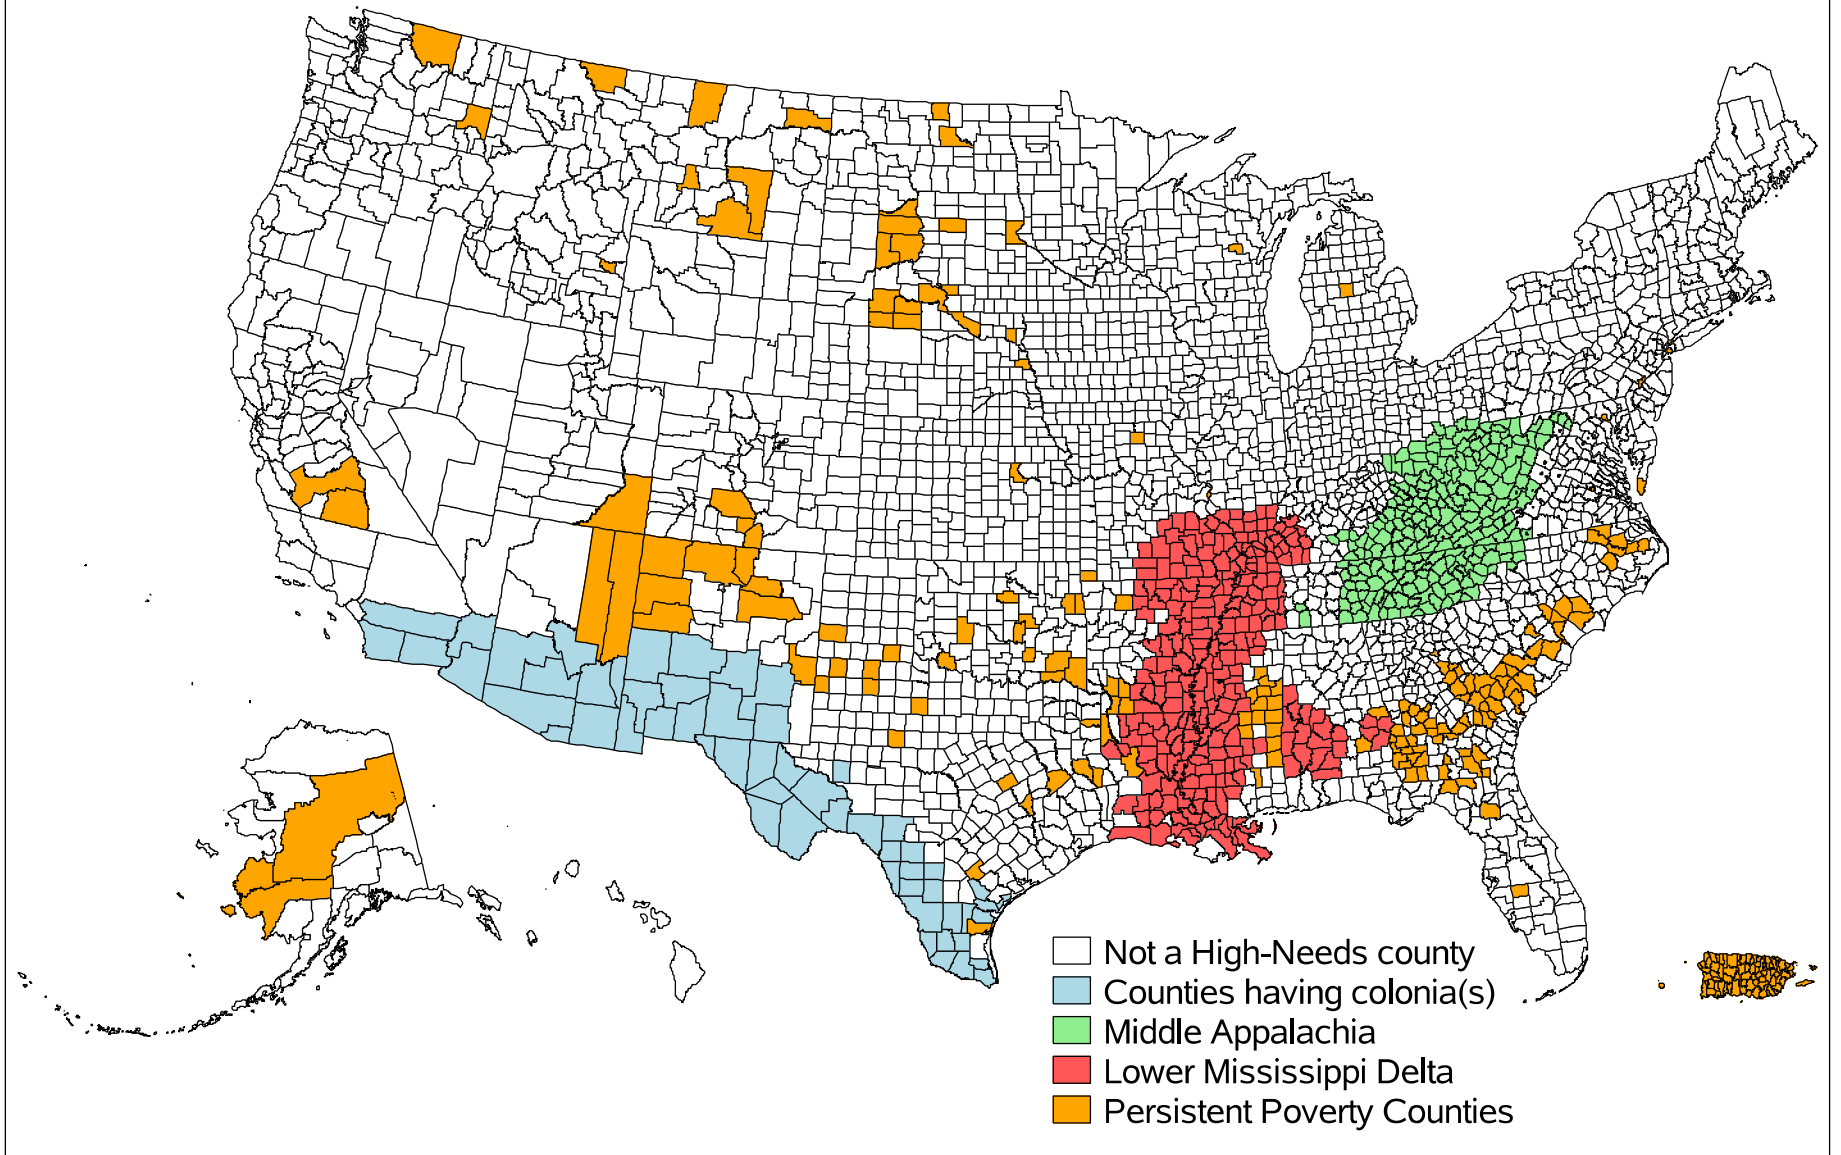 Not a High-Needs county
Counties having colonia(s)
Middle Appalachia
Lower Mississippi Delta
Persistent Poverty Counties